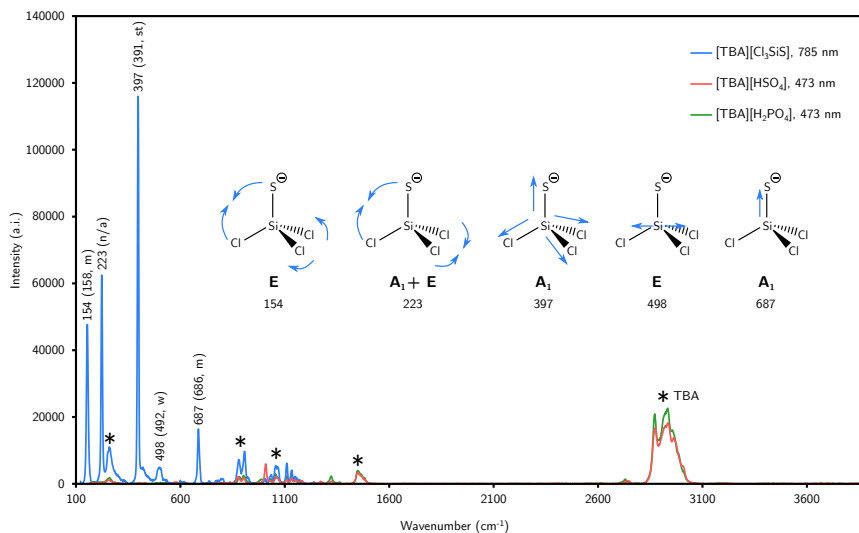 140000
120000
100000
80000
60000
40000
20000
0
Intensity (a.i.)
100
600
1100
1600
2100
2600
3100
3600
Wavenumber (cm⁻¹)
154 (158, m)
223 (n/a)
397 (391, st)
498 (492, w)
687 (686, m)
*
*
*
*
* TBA
[TBA][Cl₃SiS], 785 nm
[TBA][HSO₄], 473 nm
[TBA][H₂PO₄], 473 nm
S⊖
Si
Cl
Cl
Cl
E
154
S⊖
Si
Cl
Cl
Cl
A₁ + E
223
S⊖
Si
Cl
Cl
Cl
A₁
397
S⊖
Si
Cl
Cl
Cl
E
498
S⊖
Si
Cl
Cl
Cl
A₁
687